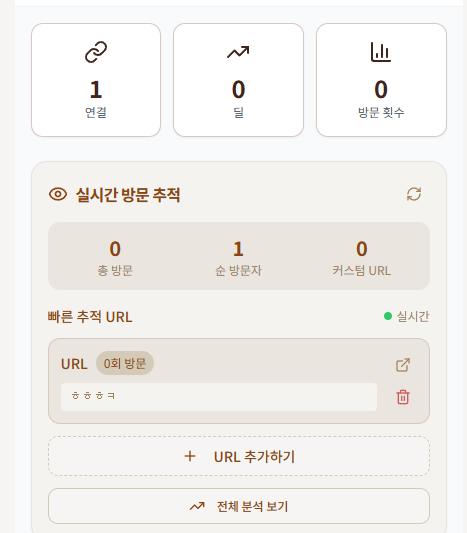 1
연결
0
딜
0
방문 횟수
실시간 방문 추적
0
총 방문
1
순 방문자
0
커스텀 URL
빠른 추적 URL
실시간
URL
0회 방문
ㅎㅎㅎㅋ
URL 추가하기
전체 분석 보기